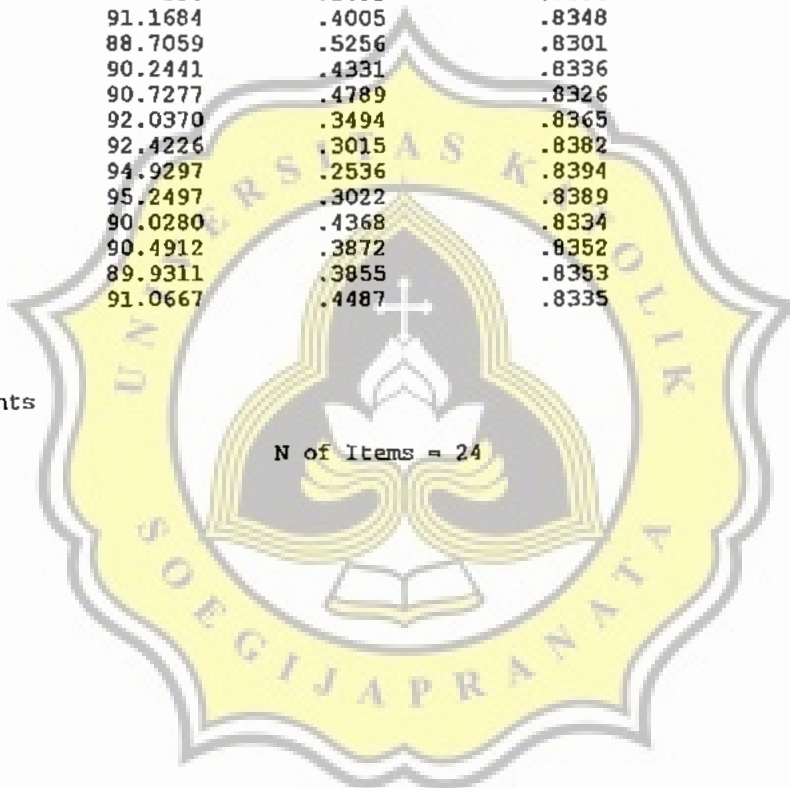 91.1684 .4005 .8348
88.7059 .5256 .8301
90.2441 .4331 .8336
90.7277 .4789 .8326
92.0370 .3494 .8365
92.4226 .3015 .8382
94.9297 .2536 .8394
95.2497 .3022 .8389
90.0280 .4368 .8334
90.4912 .3872 .8352
89.9311 .3855 .8353
91.0667 .4487 .8335
nts
N of Items = 24
UNIVERSITAS KATOLIK
SOEGIJAPRANATA